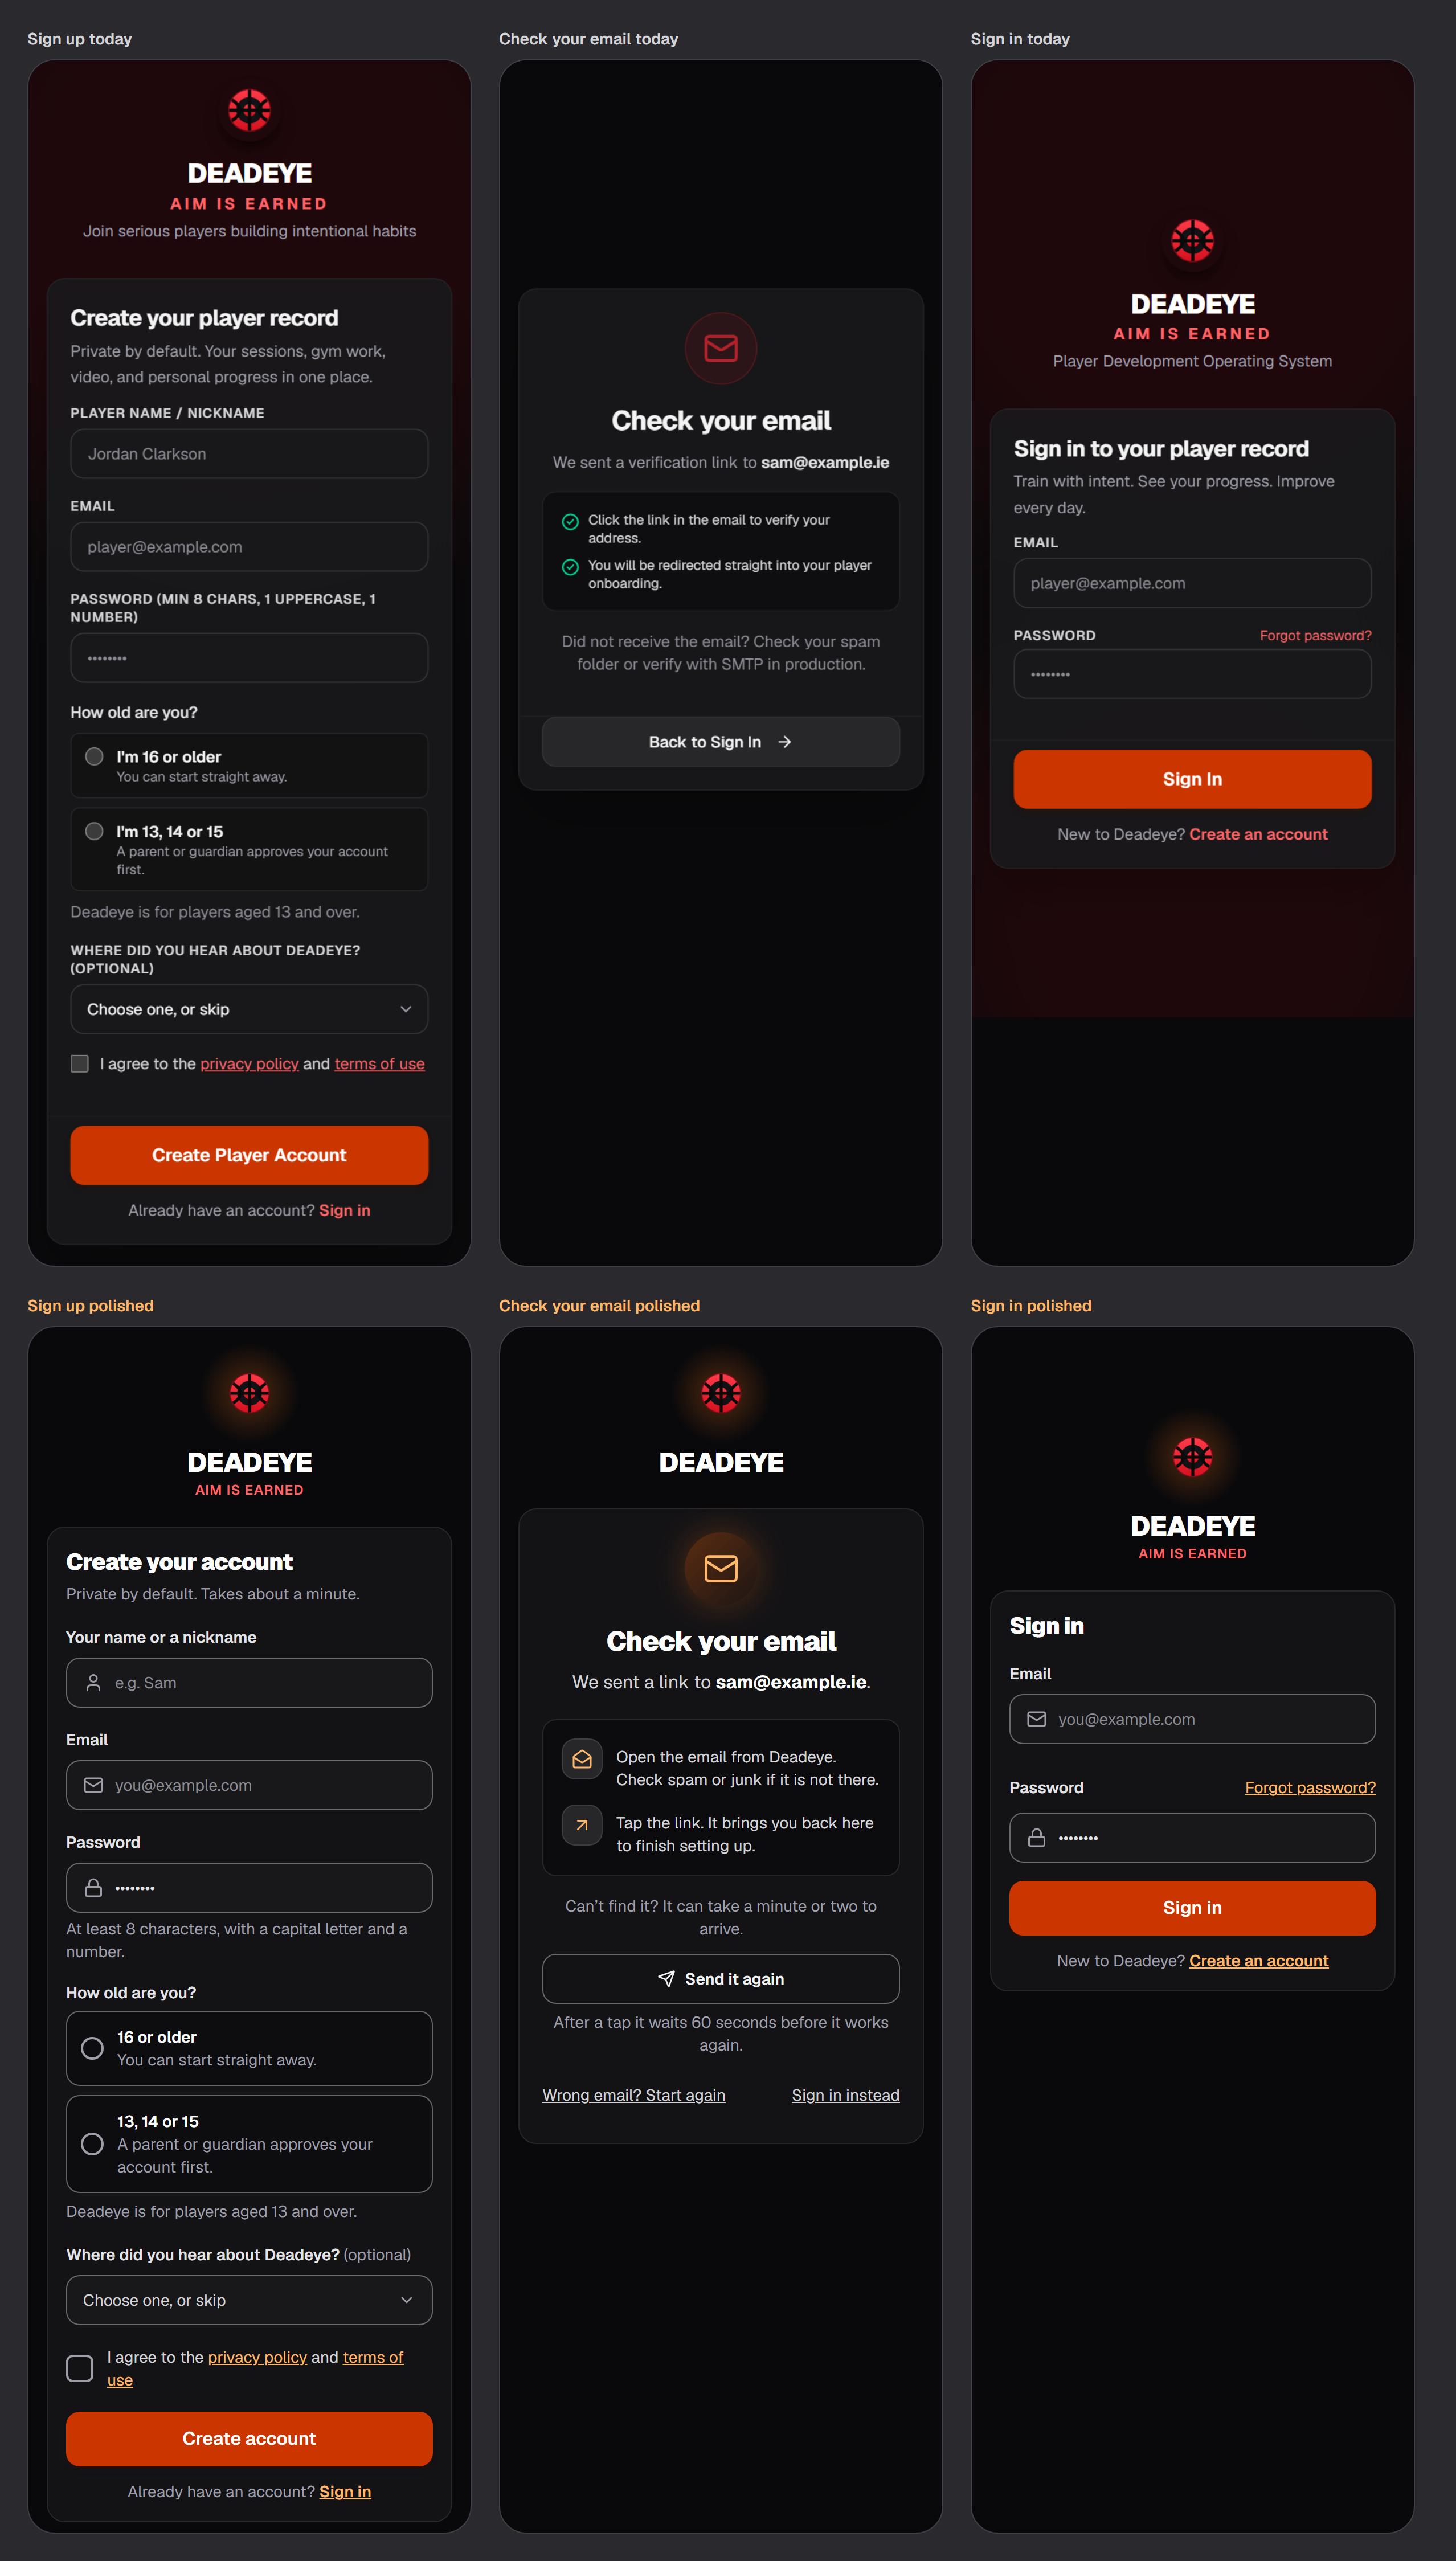 Sign up today
DEADEYE
AIM IS EARNED
Join serious players building intentional habits
Create your player record
Private by default. Your sessions, gym work,
video, and personal progress in one place.
PLAYER NAME / NICKNAME
Jordan Clarkson
EMAIL
player@example.com
PASSWORD (MIN 8 CHARS, 1 UPPERCASE, 1
NUMBER)
••••••••
How old are you?
I'm 16 or older
You can start straight away.
I'm 13, 14 or 15
A parent or guardian approves your account
first.
Deadeye is for players aged 13 and over.
WHERE DID YOU HEAR ABOUT DEADEYE?
(OPTIONAL)
Choose one, or skip
I agree to the privacy policy and terms of use
Create Player Account
Already have an account? Sign in
Check your email today
Check your email
We sent a verification link to sam@example.ie
Click the link in the email to verify your
address.
You will be redirected straight into your player
onboarding.
Did not receive the email? Check your spam
folder or verify with SMTP in production.
Back to Sign In
Sign in today
DEADEYE
AIM IS EARNED
Player Development Operating System
Sign in to your player record
Train with intent. See your progress. Improve
every day.
EMAIL
player@example.com
PASSWORD
Forgot password?
••••••••
Sign In
New to Deadeye? Create an account
Sign up polished
DEADEYE
AIM IS EARNED
Create your account
Private by default. Takes about a minute.
Your name or a nickname
e.g. Sam
Email
you@example.com
Password
••••••••
At least 8 characters, with a capital letter and a
number.
How old are you?
16 or older
You can start straight away.
13, 14 or 15
A parent or guardian approves your
account first.
Deadeye is for players aged 13 and over.
Where did you hear about Deadeye? (optional)
Choose one, or skip
I agree to the privacy policy and terms of
use
Create account
Already have an account? Sign in
Check your email polished
DEADEYE
Check your email
We sent a link to sam@example.ie.
Open the email from Deadeye.
Check spam or junk if it is not there.
Tap the link. It brings you back here
to finish setting up.
Can't find it? It can take a minute or two to
arrive.
Send it again
After a tap it waits 60 seconds before it works
again.
Wrong email? Start again
Sign in instead
Sign in polished
DEADEYE
AIM IS EARNED
Sign in
Email
you@example.com
Password
Forgot password?
••••••••
Sign in
New to Deadeye? Create an account